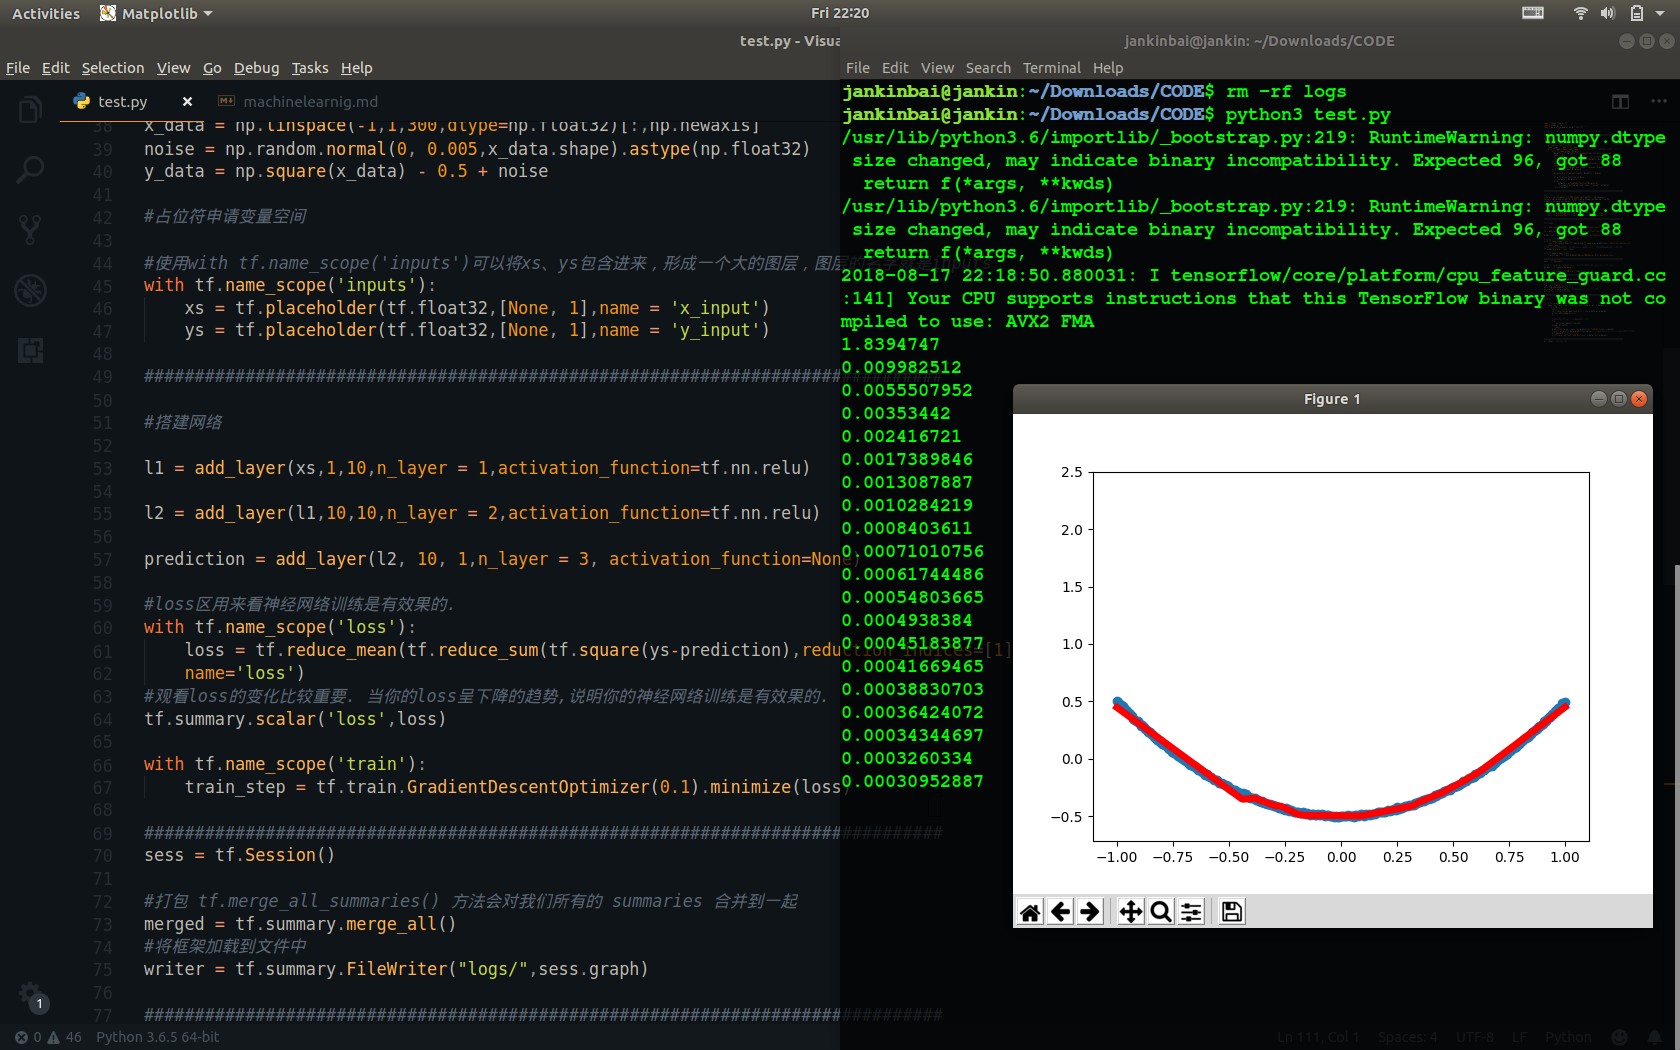 Activities
Matplotlib
Fri 22:20
test.py - Visua
File Edit Selection View Go Debug Tasks Help
test.py
machinelearnig.md
38 x_data = np.linspace(-1,1,300,dtype=np.float32)[:,np.newaxis]
39 noise = np.random.normal(0, 0.005,x_data.shape).astype(np.float32)
40 y_data = np.square(x_data) - 0.5 + noise
41
42 #占位符申请变量空间
43
44 #使用with tf.name_scope('inputs')可以将xs、ys包含进来，形成一个大的图层，图层
45 with tf.name_scope('inputs'):
46 xs = tf.placeholder(tf.float32,[None, 1],name = 'x_input')
47 ys = tf.placeholder(tf.float32,[None, 1],name = 'y_input')
48
49 ###############################################################################
50
51 #搭建网络
52
53 l1 = add_layer(xs,1,10,n_layer = 1,activation_function=tf.nn.relu)
54
55 l2 = add_layer(l1,10,10,n_layer = 2,activation_function=tf.nn.relu)
56
57 prediction = add_layer(l2, 10, 1,n_layer = 3, activation_function=None)
58
59 #loss区用来看神经网络训练是有效果的.
60 with tf.name_scope('loss'):
61 loss = tf.reduce_mean(tf.reduce_sum(tf.square(ys-prediction),reduction_indices=[1]
62 name='loss')
63 #观看loss的变化比较重要. 当你的loss呈下降的趋势,说明你的神经网络训练是有效果的.
64 tf.summary.scalar('loss',loss)
65
66 with tf.name_scope('train'):
67 train_step = tf.train.GradientDescentOptimizer(0.1).minimize(loss)
68
69 ###############################################################################
70 sess = tf.Session()
71
72 #打包 tf.merge_all_summaries() 方法会对我们所有的 summaries 合并到一起
73 merged = tf.summary.merge_all()
74 #将框架加载到文件中
75 writer = tf.summary.FileWriter("logs/",sess.graph)
76
77 ###############################################################################
1
0 46 Python 3.6.5 64-bit
Ln 111, Col 1 Spaces: 4 UTF-8 LF Python
jankinbai@jankin: ~/Downloads/CODE
File Edit View Search Terminal Help
jankinbai@jankin:~/Downloads/CODE$ rm -rf logs
jankinbai@jankin:~/Downloads/CODE$ python3 test.py
/usr/lib/python3.6/importlib/_bootstrap.py:219: RuntimeWarning: numpy.dtype
size changed, may indicate binary incompatibility. Expected 96, got 88
return f(*args, **kwds)
/usr/lib/python3.6/importlib/_bootstrap.py:219: RuntimeWarning: numpy.dtype
size changed, may indicate binary incompatibility. Expected 96, got 88
return f(*args, **kwds)
2018-08-17 22:18:50.880031: I tensorflow/core/platform/cpu_feature_guard.cc
:141] Your CPU supports instructions that this TensorFlow binary was not co
mpiled to use: AVX2 FMA
1.8394747
0.009982512
0.0055507952
0.00353442
0.002416721
0.0017389846
0.0013087887
0.0010284219
0.0008403611
0.00071010756
0.00061744486
0.00054803665
0.0004938384
0.00045183877
0.00041669465
0.00038830703
0.00036424072
0.00034344697
0.0003260334
0.00030952887
Figure 1
2.5
2.0
1.5
1.0
0.5
0.0
−0.5
−1.00 −0.75 −0.50 −0.25 0.00 0.25 0.50 0.75 1.00